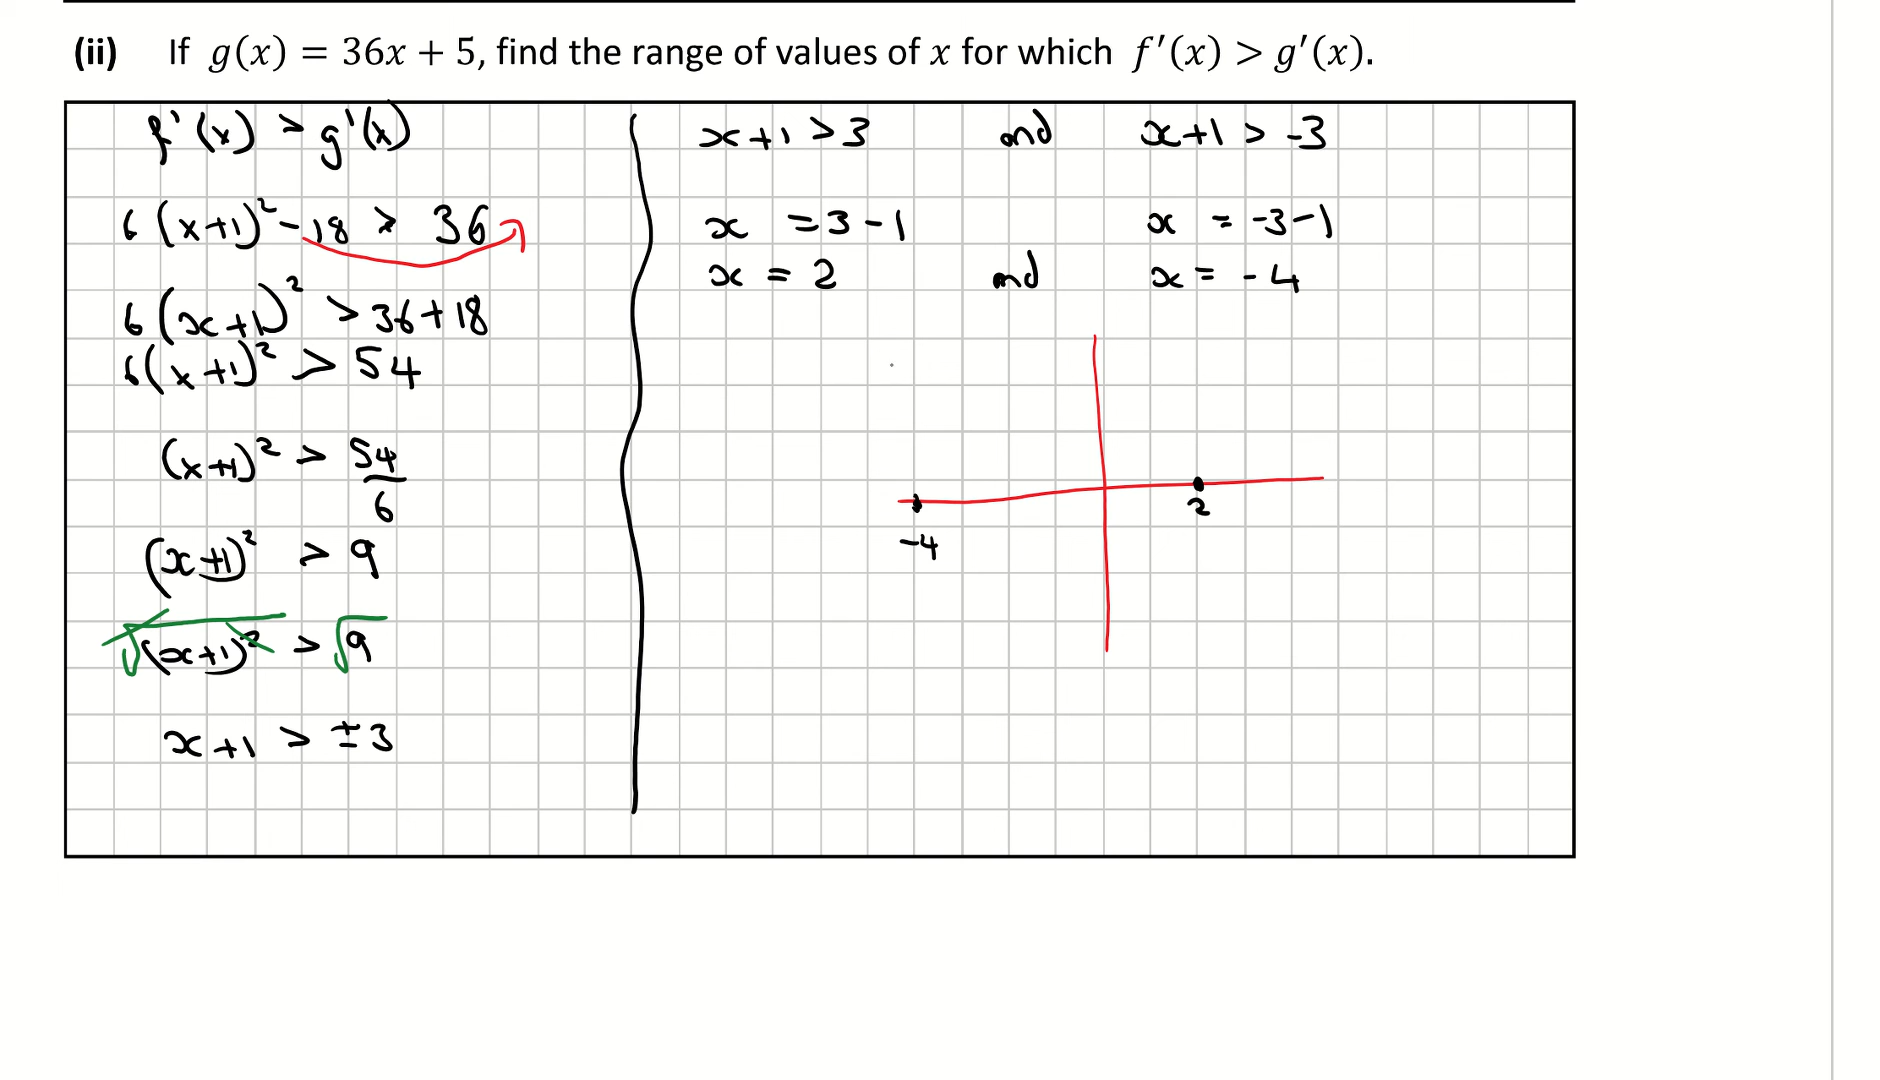 (ii) If g(x) = 36x + 5, find the range of values of x for which f′(x) > g′(x).
f'(x) > g'(x)
6(x+1)² - 18 > 36
6(x+1)² > 36+18
6(x+1)² > 54
(x+1)² > 54/6
(x+1)² > 9
√(x+1)² > √9
x+1 > ±3
x+1 > 3 and x+1 > -3
x = 3-1 x = -3-1
x = 2 and x = -4
-4 2